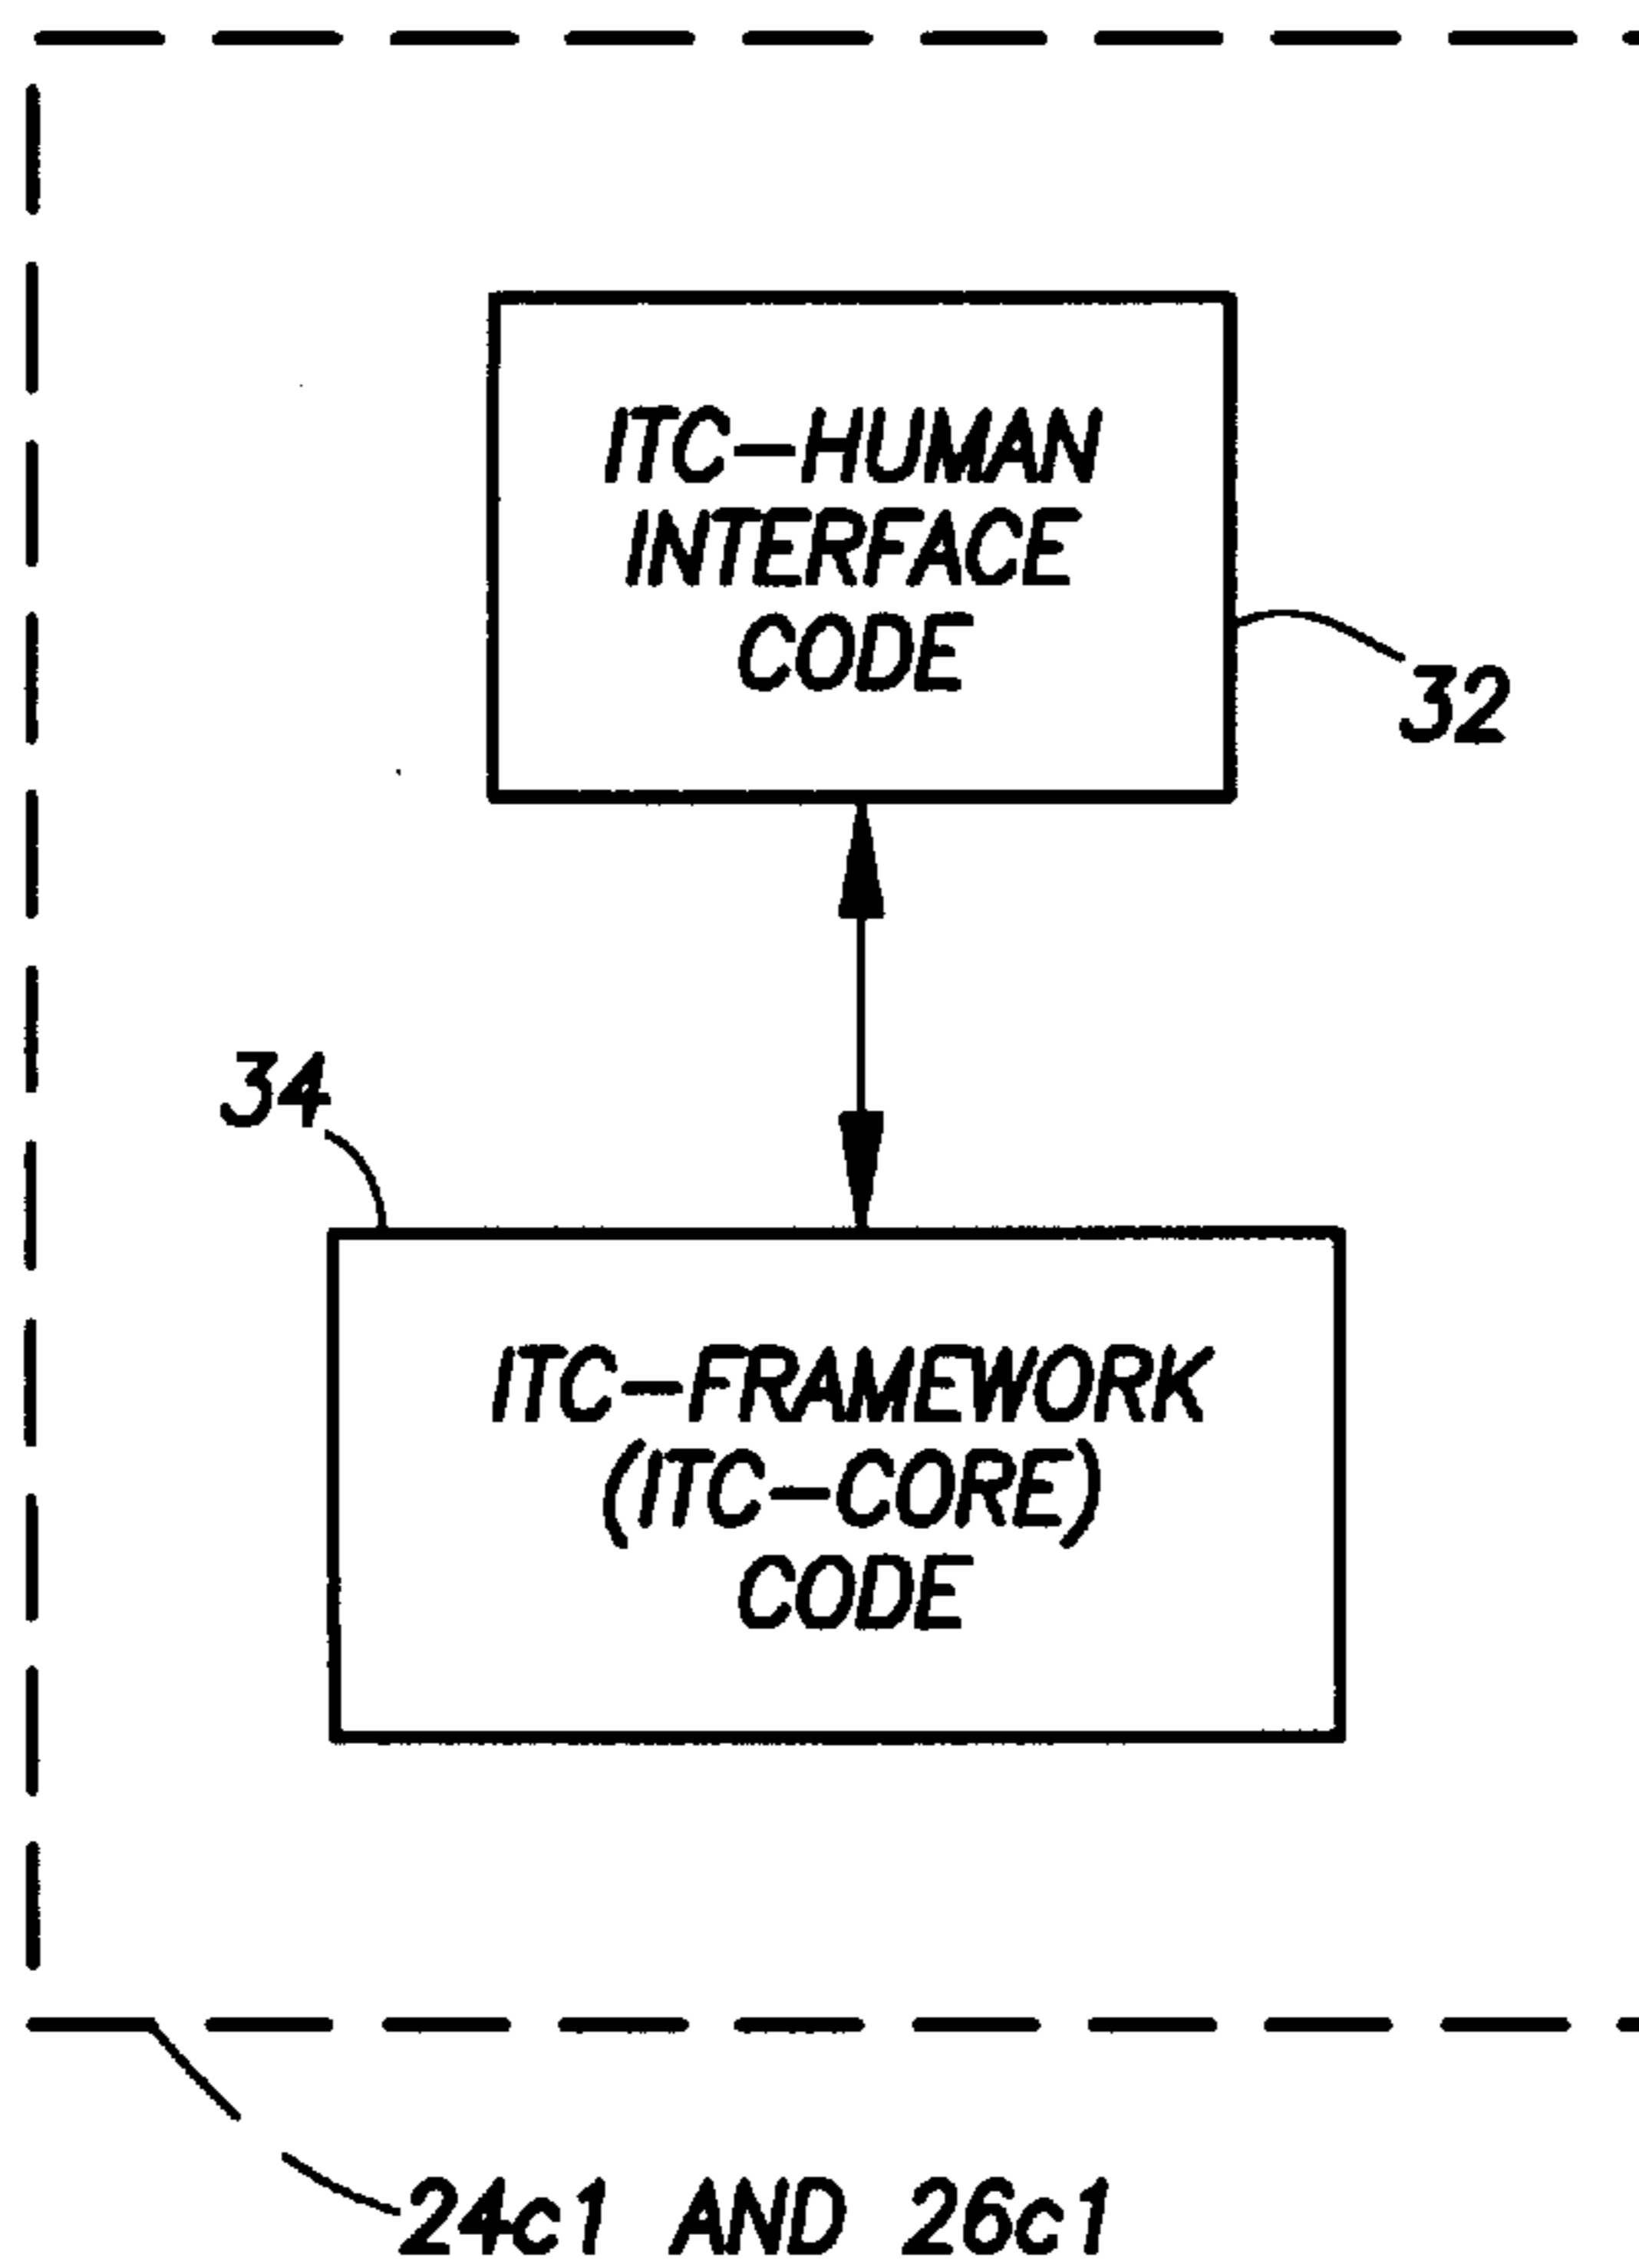 ITC-HUMAN
INTERFACE
CODE
32
34
ITC-FRAMEWORK
(ITC-CORE)
CODE
24c1 AND 26c1